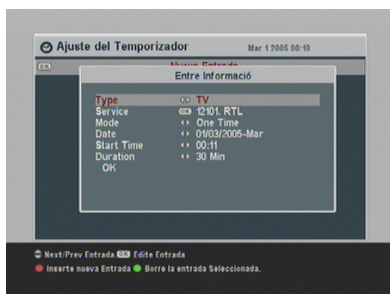 Ajuste del Temporizador Mar 1 2005 00:10
OK Nueva Entrada
Entre Informació
Type TV
Service OK 12101. RTL
Mode One Time
Date 01/03/2005-Mar
Start Time 00:11
Duration 30 Min
OK
Next/Prev Entrada OK Edite Entrada
Inserte nueva Entrada Borre la entrada Seleccionada.